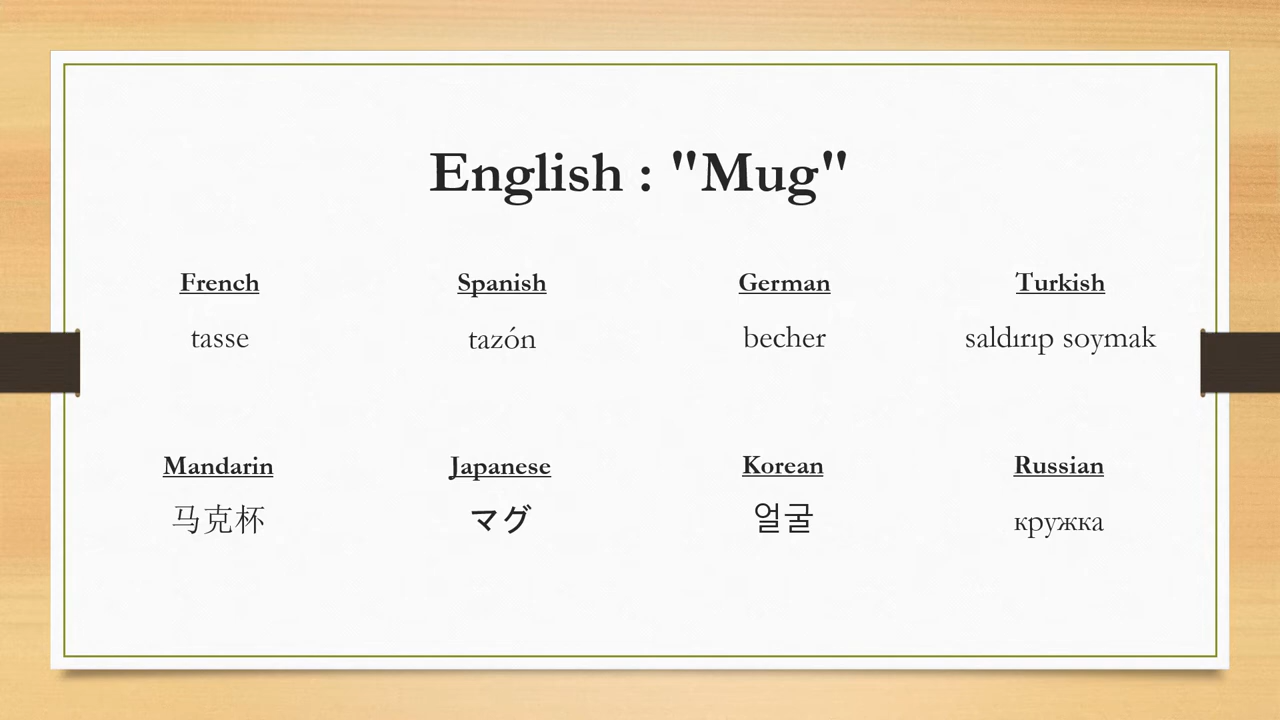 English : "Mug"
French
Spanish
German
Turkish
tasse
tazón
becher
saldırıp soymak
Mandarin
Japanese
Korean
Russian
马克杯
マグ
얼굴
кружка